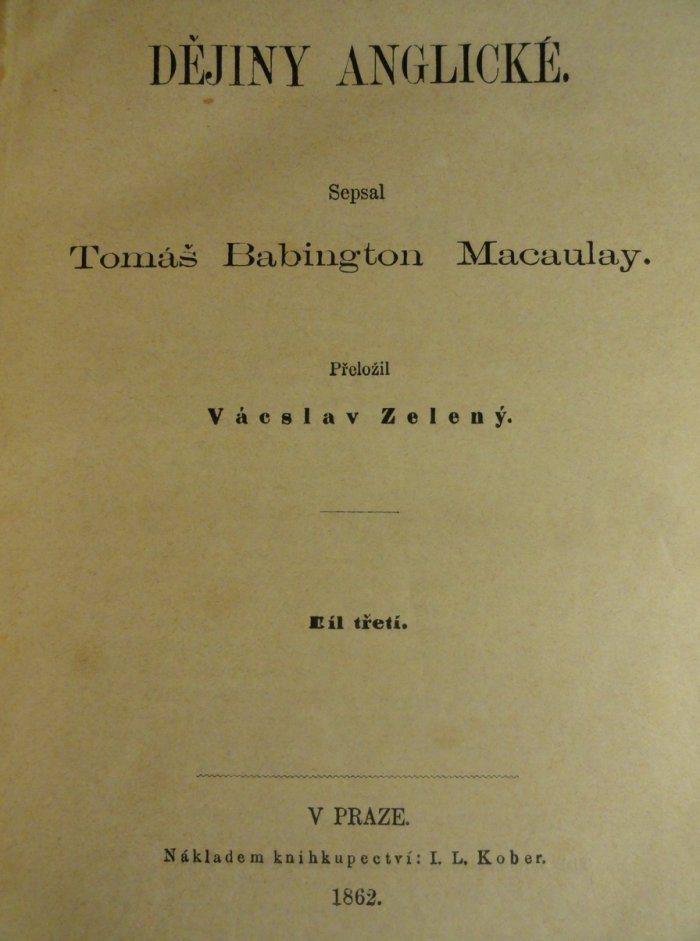 DĚJINY ANGLICKÉ.
Sepsal
Tomáš Babington Macaulay.
Přeložil
Vácslav Zelený.
Díl třetí.
V PRAZE.
Nákladem knihkupectví: I. L. Kober.
1862.